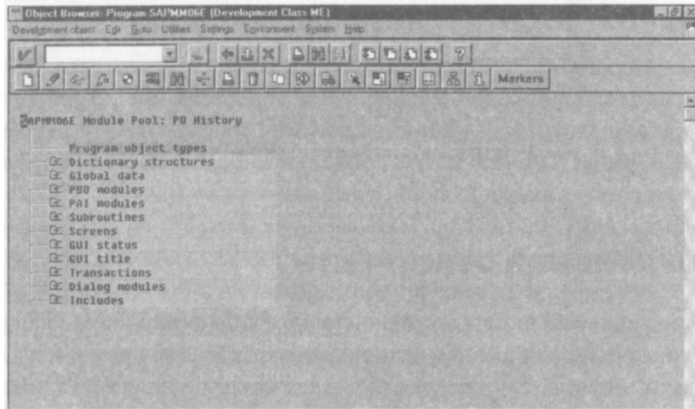 Object Browser: Program SAPMM06E (Development Class ME)
Development object Edit Goto Utilities Settings Environment System Help
Markers
SAPMM06E Module Pool: PO History
Program object types
Dictionary structures
Global data
PBO modules
PAI modules
Subroutines
Screens
GUI status
GUI title
Transactions
Dialog modules
Includes